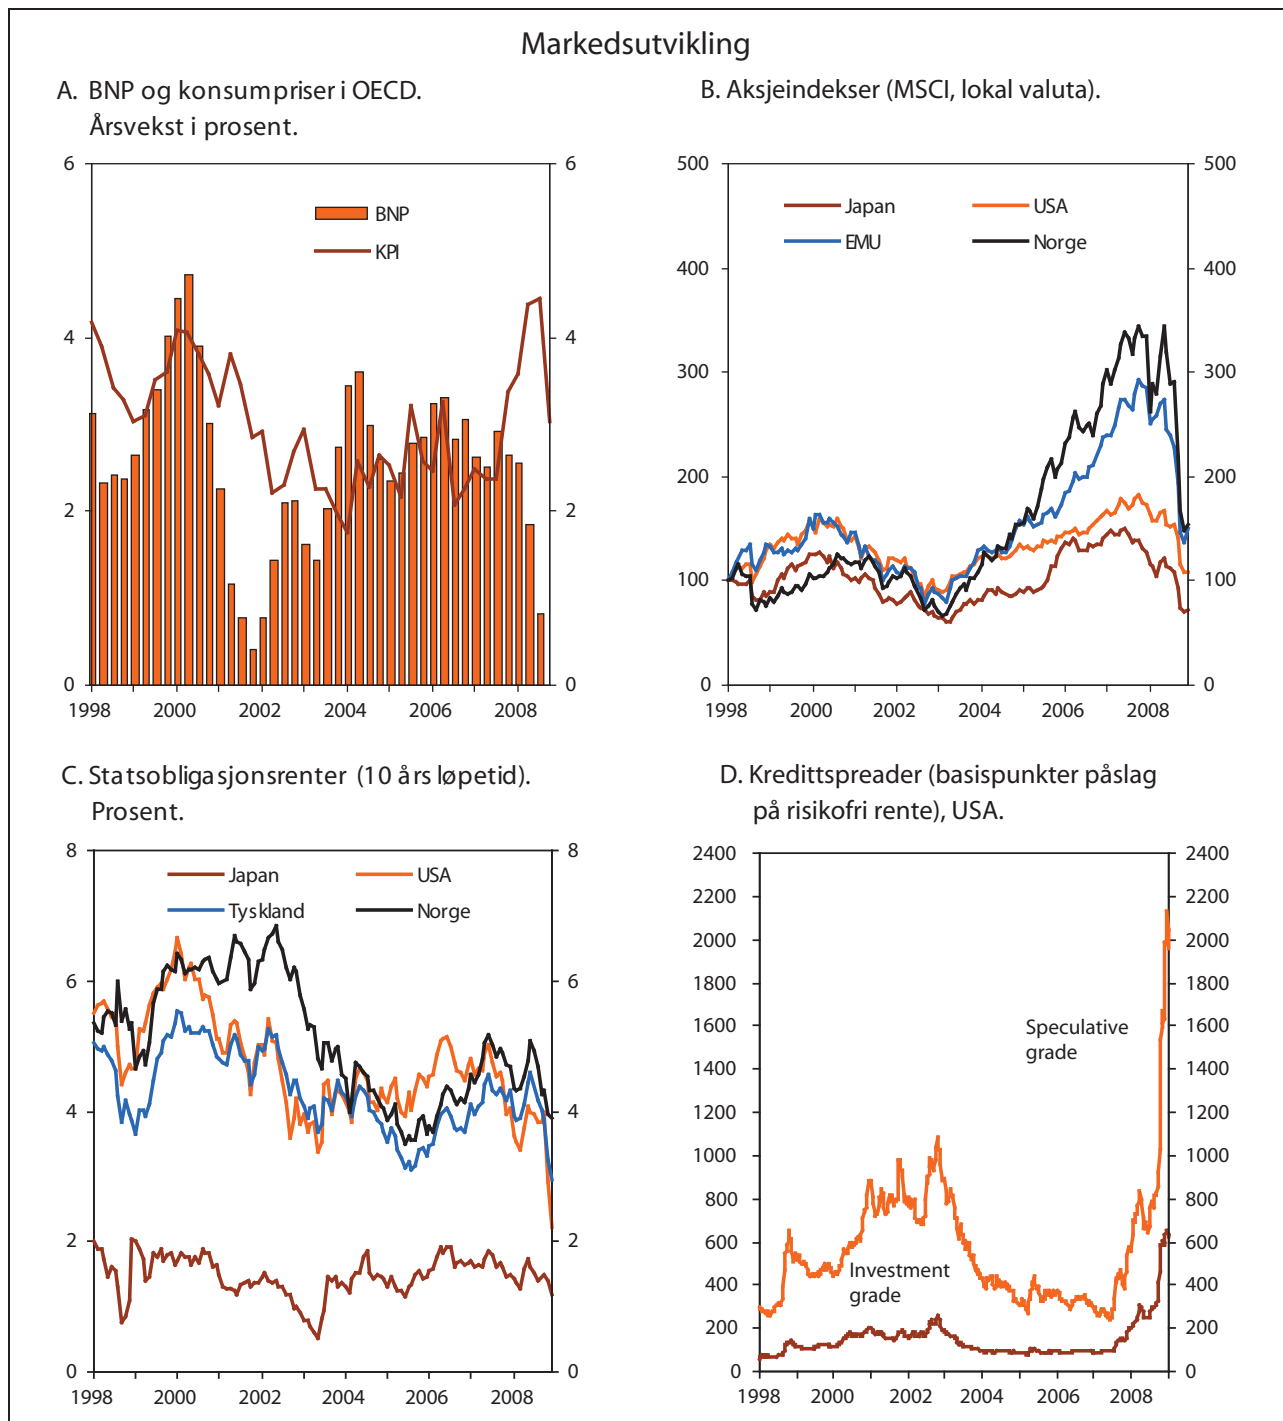 Markedsutvikling
A. BNP og konsumpriser i OECD.
Årsvekst i prosent.
6 6
BNP
KPI
4 4
2 2
0 0
1998 2000 2002 2004 2006 2008
B. Aksjeindekser (MSCI, lokal valuta).
500 500
Japan USA
EMU Norge
400 400
300 300
200 200
100 100
0 0
1998 2000 2002 2004 2006 2008
C. Statsobligasjonsrenter (10 års løpetid).
Prosent.
8 8
Japan USA
Tyskland Norge
6 6
4 4
2 2
0 0
1998 2000 2002 2004 2006 2008
D. Kredittspreader (basispunkter påslag
på risikofri rente), USA.
2400 2400
2200 2200
2000 2000
1800 1800
1600 1600
Speculative
grade
1400 1400
1200 1200
1000 1000
800 800
600 600
Investment
grade
400 400
200 200
0 0
1998 2000 2002 2004 2006 2008